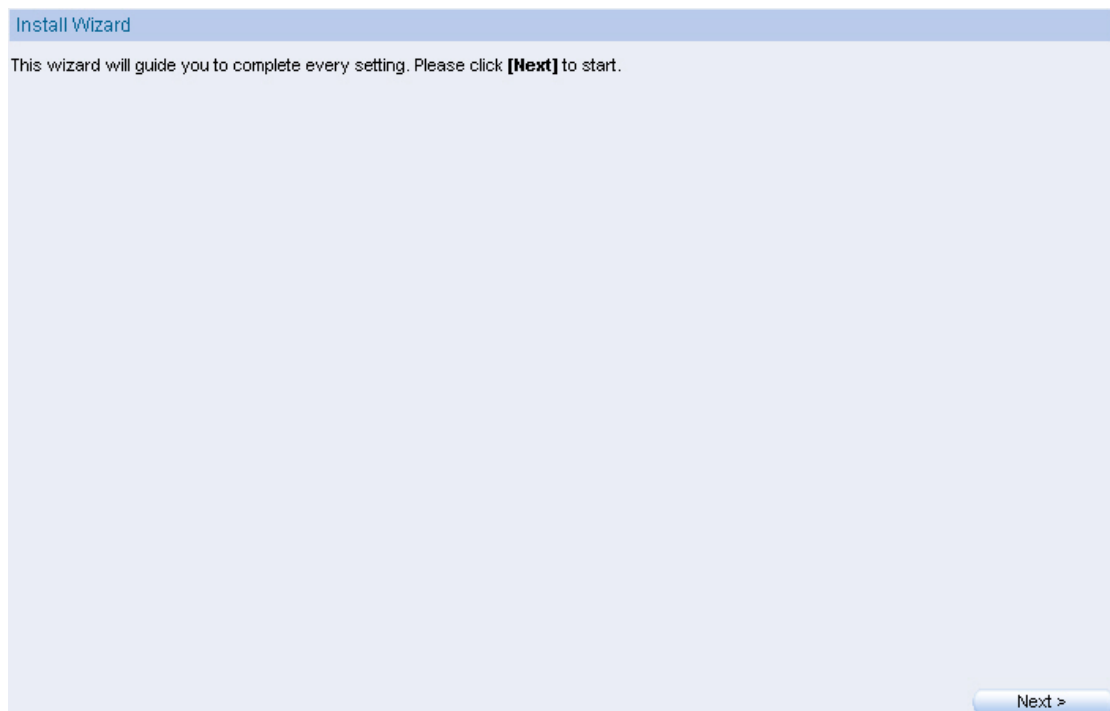 Install Wizard
This wizard will guide you to complete every setting. Please click [Next] to start.
Next >